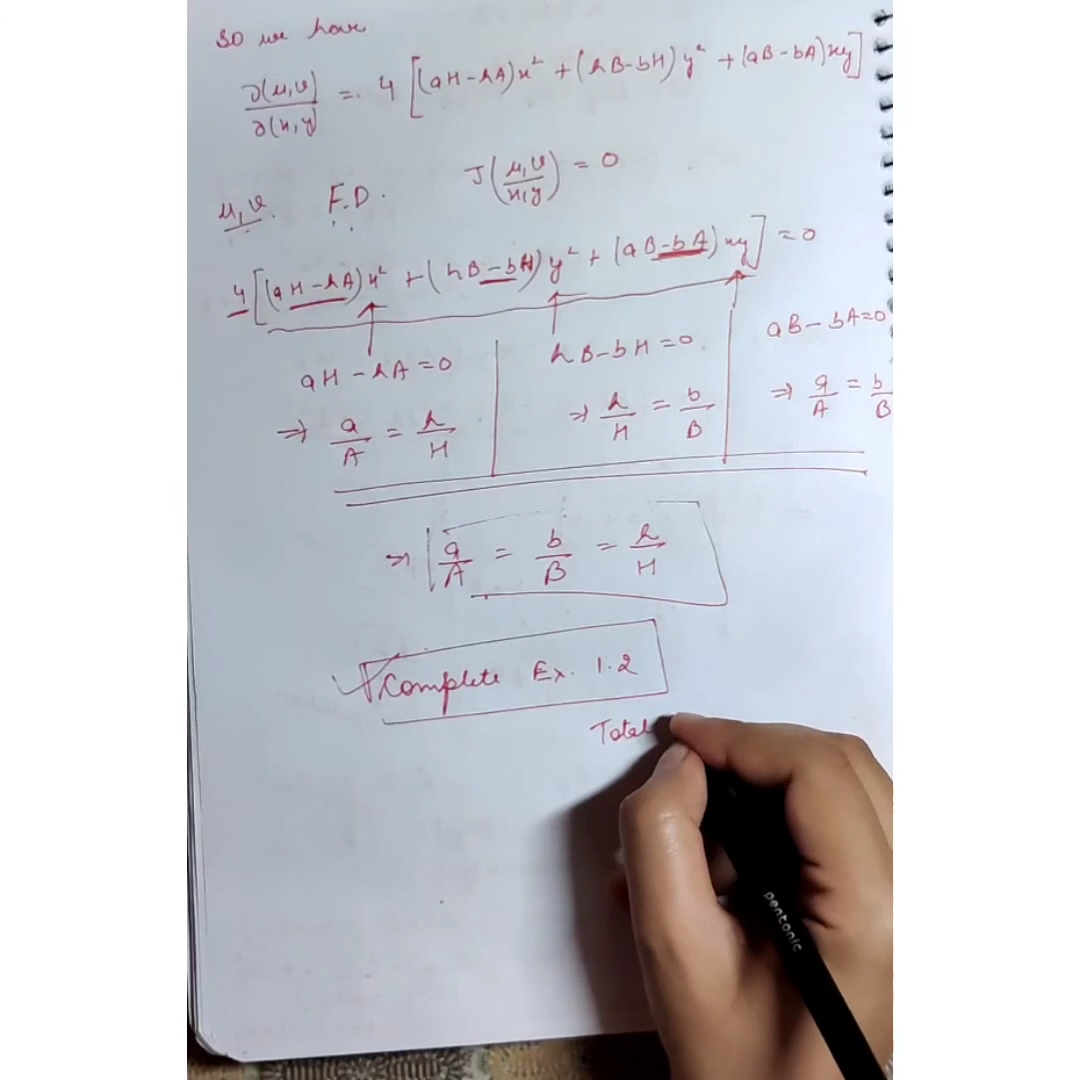 So we have
∂(u,v)/∂(x,y) = 4[(aH-hA)x² + (hB-bH)y² + (aB-bA)xy]
u,v. F.D. J(u,v/x,y) = 0
4[(aH-hA)x² + (hB-bH)y² + (aB-bA)xy] = 0
aH-hA=0 hB-bH=0. aB-bA=0
⇒ a/A = h/H ⇒ h/H = b/B ⇒ a/A = b/B
⇒ a/A = b/B = h/H
Complete Ex. 1.2
Total
pentonic